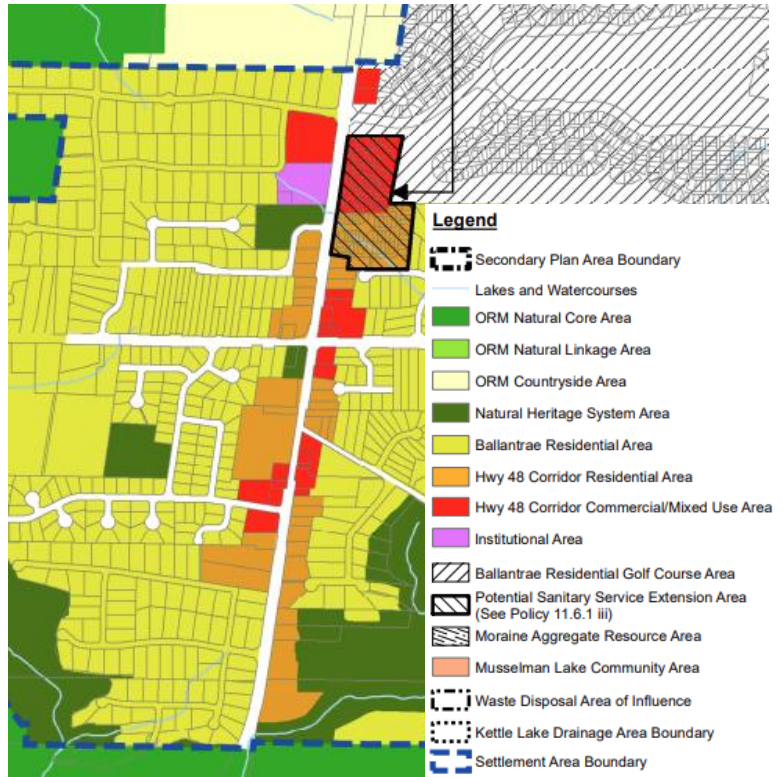 Legend
Secondary Plan Area Boundary
Lakes and Watercourses
ORM Natural Core Area
ORM Natural Linkage Area
ORM Countryside Area
Natural Heritage System Area
Ballantrae Residential Area
Hwy 48 Corridor Residential Area
Hwy 48 Corridor Commercial/Mixed Use Area
Institutional Area
Ballantrae Residential Golf Course Area
Potential Sanitary Service Extension Area
(See Policy 11.6.1 iii)
Moraine Aggregate Resource Area
Musselman Lake Community Area
Waste Disposal Area of Influence
Kettle Lake Drainage Area Boundary
Settlement Area Boundary